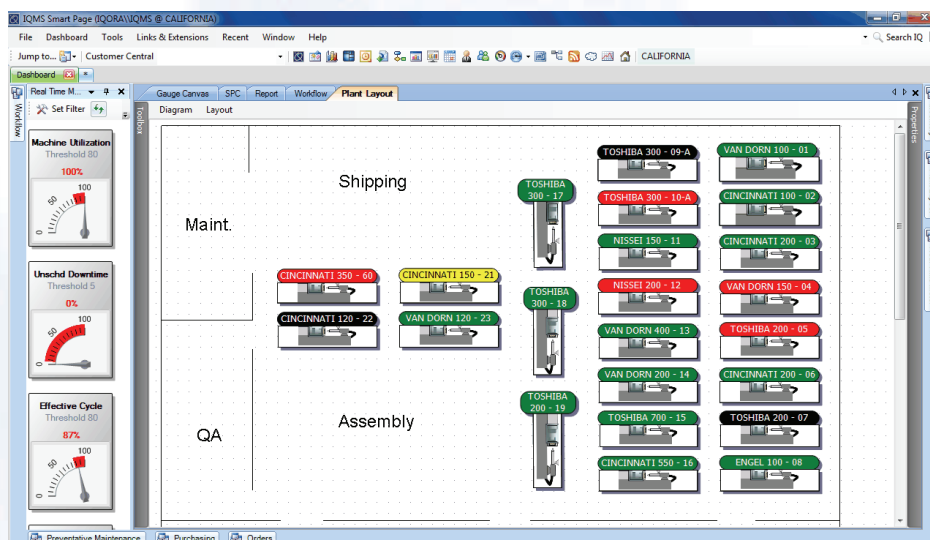 IQMS Smart Page (IQORA\\IQMS @ CALIFORNIA)
File Dashboard Tools Links & Extensions Recent Window Help
Search IQ
Jump to... Customer Central
CALIFORNIA
Dashboard
Real Time M...
Gauge Canvas SPC Report Workflow Plant Layout
Set Filter
Diagram Layout
Workflow
Toolbox
Properties
Machine Utilization
Threshold 80
100%
0 50 100
Unschd Downtime
Threshold 5
0%
0 50 100
Effective Cycle
Threshold 80
87%
0 50 100
Shipping
Maint.
QA
Assembly
CINCINNATI 350 - 60
CINCINNATI 150 - 21
CINCINNATI 120 - 22
VAN DORN 120 - 23
TOSHIBA
300 - 17
TOSHIBA
300 - 18
TOSHIBA
200 - 19
TOSHIBA 300 - 09-A
TOSHIBA 300 - 10-A
NISSEI 150 - 11
NISSEI 200 - 12
VAN DORN 400 - 13
VAN DORN 200 - 14
TOSHIBA 700 - 15
CINCINNATI 550 - 16
VAN DORN 100 - 01
CINCINNATI 100 - 02
CINCINNATI 200 - 03
VAN DORN 150 - 04
TOSHIBA 200 - 05
CINCINNATI 200 - 06
TOSHIBA 200 - 07
ENGEL 100 - 08
Preventative Maintenance Purchasing Orders